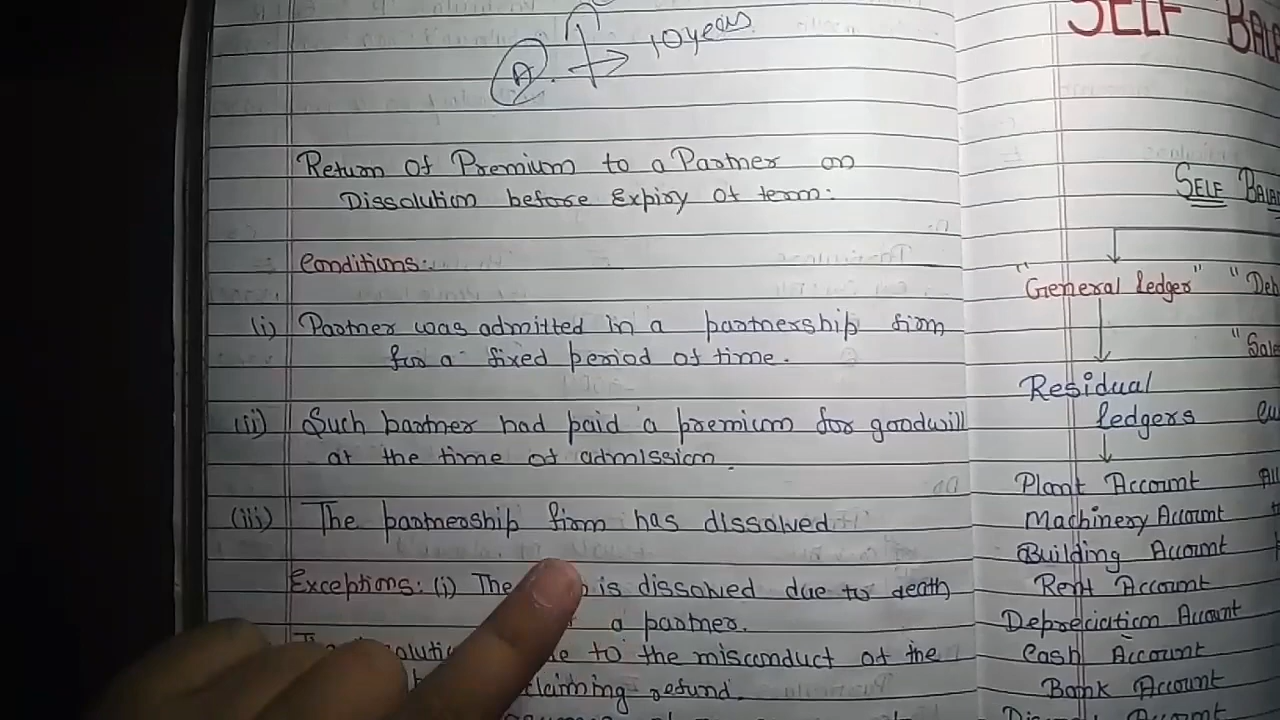 A → 10 years
Return of Premium to a Partner on
Dissolution before Expiry of term:
Conditions:
(i) Partner was admitted in a partnership firm
for a fixed period of time.
(ii) Such partner had paid a premium for goodwill
at the time of admission.
(iii) The partnership firm has dissolved
Exceptions: (i) The is dissolved due to death
a partner.
to the misconduct of the
claiming refund.
SELF
SELF
"General ledger"
Residual
ledgers
Plant Account
Machinery Account
Building Account
Rent Account
Depreciation Account
Cash Account
Bank Account
Account